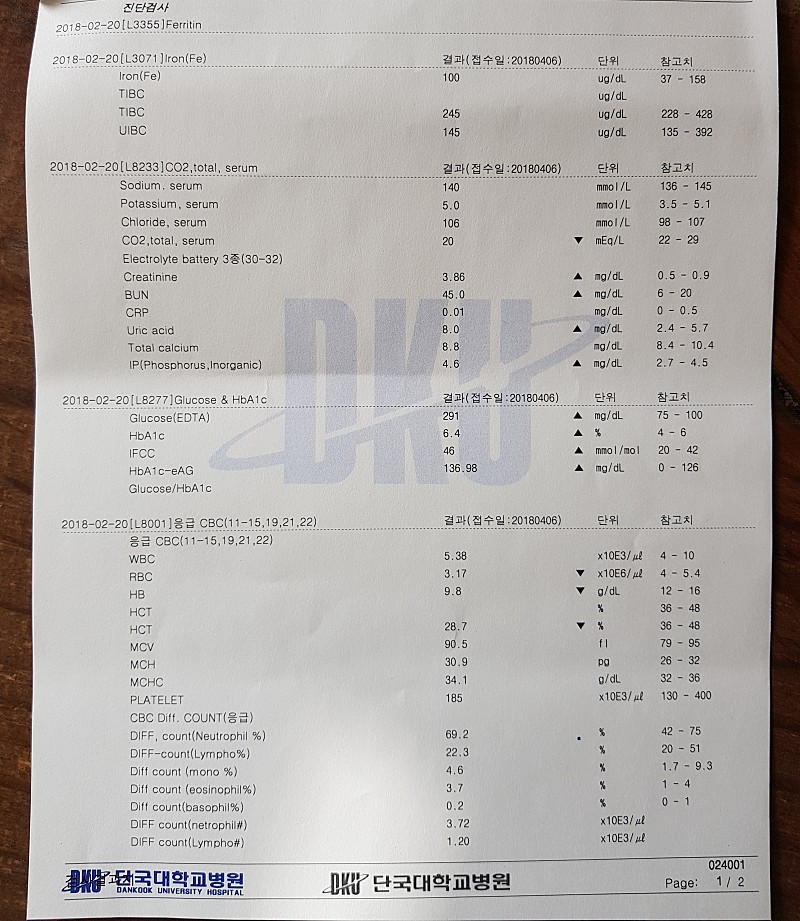 진단검사
2018-02-20[L3355]Ferritin
2018-02-20[L3071]Iron(Fe) 결과(접수일:20180406) 단위 참고치
Iron(Fe) 100 ug/dL 37 - 158
TIBC ug/dL
TIBC 245 ug/dL 228 - 428
UIBC 145 ug/dL 135 - 392
2018-02-20[L8233]CO2,total, serum 결과(접수일:20180406) 단위 참고치
Sodium, serum 140 mmol/L 136 - 145
Potassium, serum 5.0 mmol/L 3.5 - 5.1
Chloride, serum 106 mmol/L 98 - 107
CO2,total, serum 20 ▼ mEq/L 22 - 29
Electrolyte battery 3종(30-32)
Creatinine 3.86 ▲ mg/dL 0.5 - 0.9
BUN 45.0 ▲ mg/dL 6 - 20
CRP 0.01 mg/dL 0 - 0.5
Uric acid 8.0 ▲ mg/dL 2.4 - 5.7
Total calcium 8.8 mg/dL 8.4 - 10.4
IP(Phosphorus,Inorganic) 4.6 ▲ mg/dL 2.7 - 4.5
DKU
2018-02-20[L8277]Glucose & HbA1c 결과(접수일:20180406) 단위 참고치
Glucose(EDTA) 291 ▲ mg/dL 75 - 100
HbA1c 6.4 ▲ % 4 - 6
IFCC 46 ▲ mmol/mol 20 - 42
HbA1c-eAG 136.98 ▲ mg/dL 0 - 126
Glucose/HbA1c
2018-02-20[L8001]응급 CBC(11-15,19,21,22) 결과(접수일:20180406) 단위 참고치
응급 CBC(11-15,19,21,22)
WBC 5.38 x10E3/㎕ 4 - 10
RBC 3.17 ▼ x10E6/㎕ 4 - 5.4
HB 9.8 ▼ g/dL 12 - 16
HCT % 36 - 48
HCT 28.7 ▼ % 36 - 48
MCV 90.5 fl 79 - 95
MCH 30.9 pg 26 - 32
MCHC 34.1 g/dL 32 - 36
PLATELET 185 x10E3/㎕ 130 - 400
CBC Diff. COUNT(응급)
DIFF, count(Neutrophil %) 69.2 % 42 - 75
DIFF-count(Lympho%) 22.3 % 20 - 51
Diff count (mono %) 4.6 % 1.7 - 9.3
Diff count (eosinophil%) 3.7 % 1 - 4
Diff count(basophil%) 0.2 % 0 - 1
DIFF count(netrophil#) 3.72 x10E3/㎕
DIFF count(Lympho#) 1.20 x10E3/㎕
024001
DKU 단국대학교병원 DKU 단국대학교병원 Page: 1 / 2
DANKOOK UNIVERSITY HOSPITAL